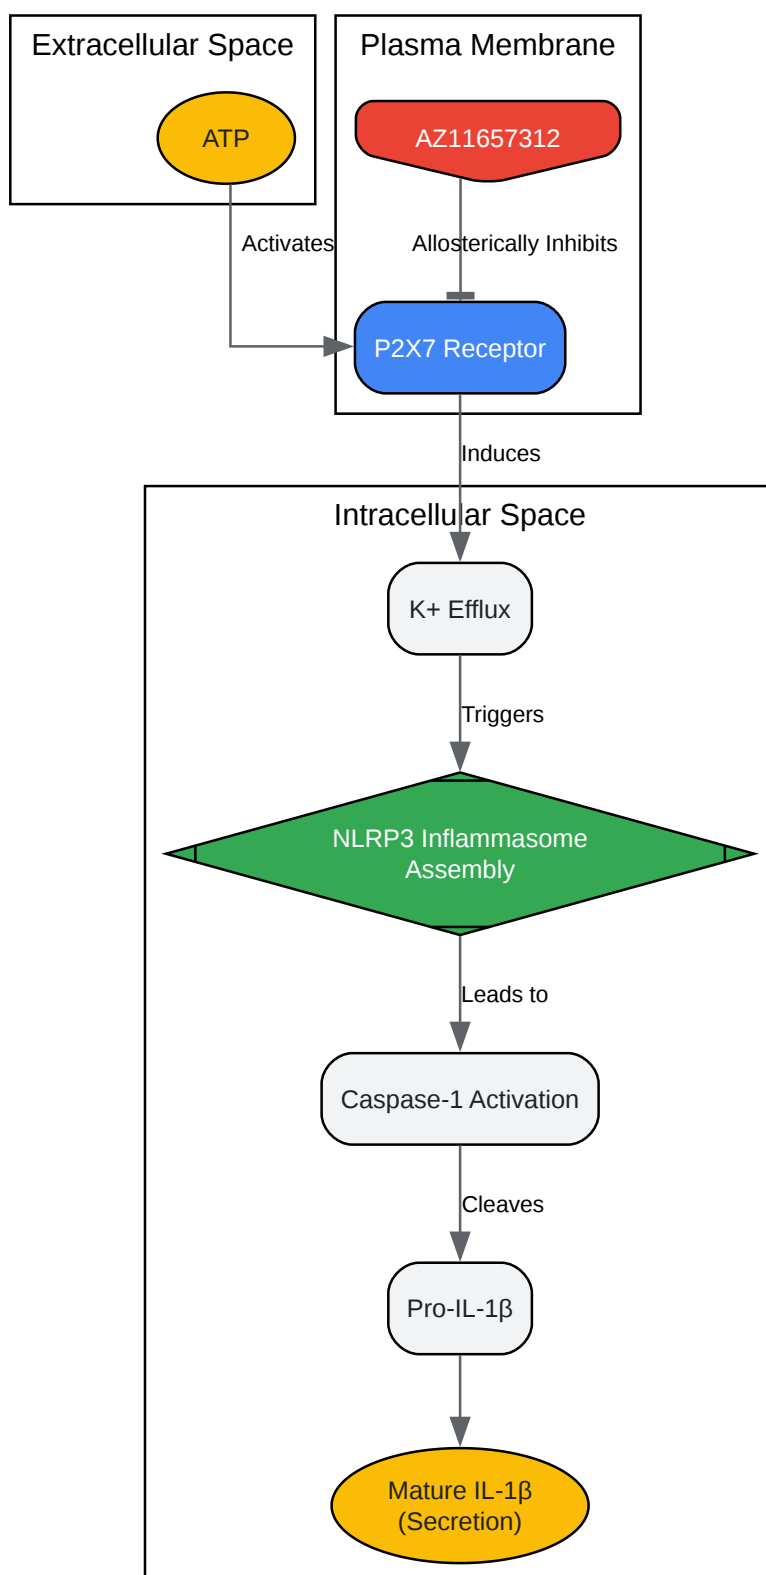 Extracellular Space
Plasma Membrane
ATP
AZ11657312
Activates
Allosterically Inhibits
P2X7 Receptor
Induces
Intracellular Space
K+ Efflux
Triggers
NLRP3 Inflammasome
Assembly
Leads to
Caspase-1 Activation
Cleaves
Pro-IL-1β
Mature IL-1β
(Secretion)